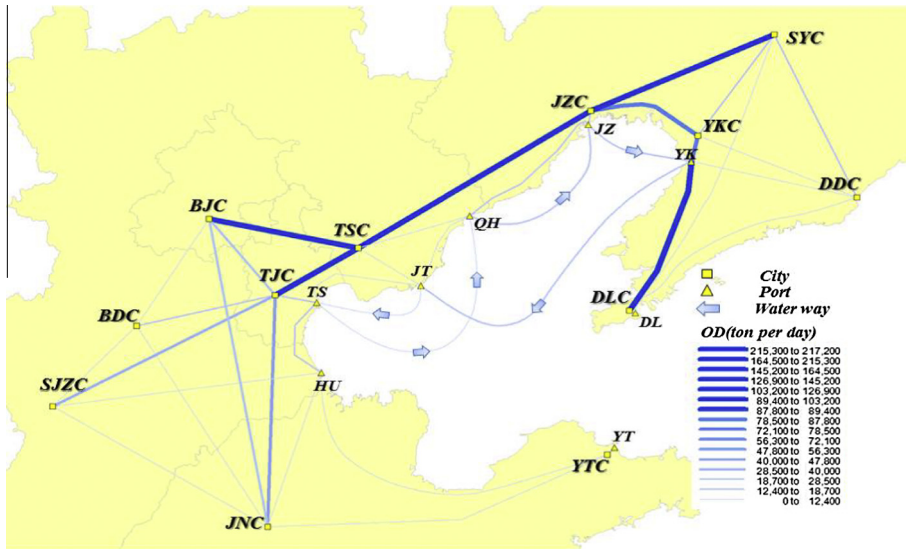 SYC
JZC
JZ
YKC
YK
DDC
BJC
TSC
QH
TJC
TS
JT
DLC
DL
BDC
SJZC
HU
YT
YTC
JNC
City
Port
Water way
OD(ton per day)
215,300 to 217,200
164,500 to 215,300
145,200 to 164,500
126,900 to 145,200
103,200 to 126,900
89,400 to 103,200
87,800 to 89,400
78,500 to 87,800
72,100 to 78,500
56,300 to 72,100
47,800 to 56,300
40,000 to 47,800
28,500 to 40,000
18,700 to 28,500
12,400 to 18,700
0 to 12,400